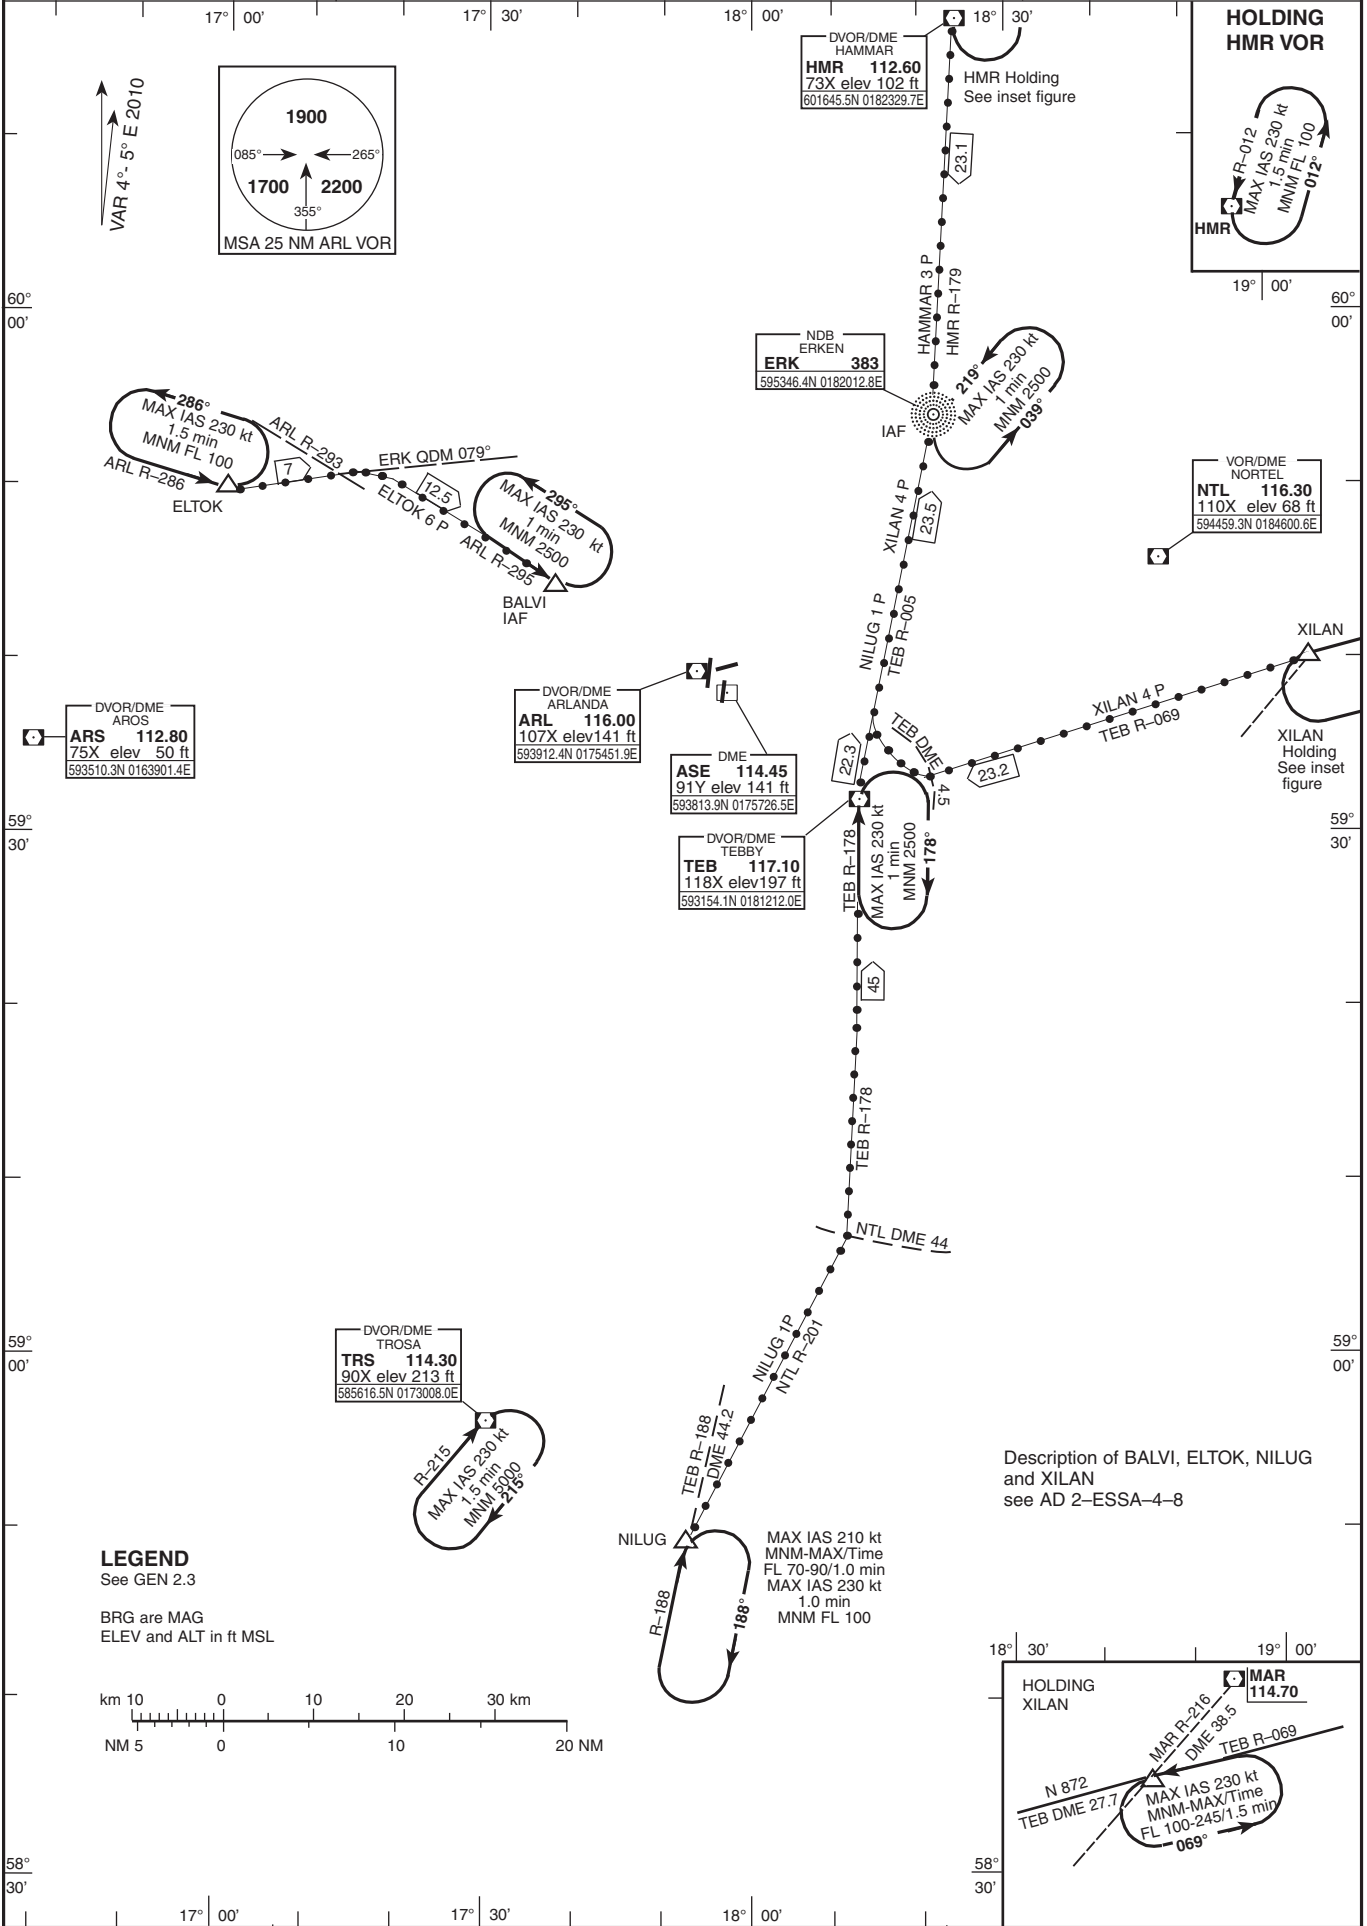 17° 00'
17° 30'
18° 00'
18° 30'
HOLDING
HMR VOR
R–012
MAX IAS 230 kt
1.5 min
MNM FL 100
012°
HMR
19° 00'
VAR 4°- 5° E 2010
1900
085°
265°
1700
2200
355°
MSA 25 NM ARL VOR
DVOR/DME
HAMMAR
HMR 112.60
73X elev 102 ft
601645.5N 0182329.7E
HMR Holding
See inset figure
23.1
HAMMAR 3 P
HMR R–179
60°
00'
60°
00'
NDB
ERKEN
ERK 383
595346.4N 0182012.8E
IAF
219°
MAX IAS 230 kt
1 min
MNM 2500
039°
286°
MAX IAS 230 kt
1.5 min
MNM FL 100
ARL R–286
ELTOK
7
ARL R–293
ERK QDM 079°
12.5
ELTOK 6 P
ARL R–295
295°
MAX IAS 230 kt
1 min
MNM 2500
BALVI
IAF
XILAN 4 P
23.5
NILUG 1 P
TEB R–005
VOR/DME
NORTEL
NTL 116.30
110X elev 68 ft
594459.3N 0184600.6E
XILAN
XILAN 4 P
TEB R–069
23.2
XILAN
Holding
See inset
figure
DVOR/DME
AROS
ARS 112.80
75X elev 50 ft
593510.3N 0163901.4E
DVOR/DME
ARLANDA
ARL 116.00
107X elev141 ft
593912.4N 0175451.9E
DME
ASE 114.45
91Y elev 141 ft
593813.9N 0175726.5E
22.3
TEB DME
4.5
DVOR/DME
TEBBY
TEB 117.10
118X elev197 ft
593154.1N 0181212.0E
59°
30'
59°
30'
TEB R–178
MAX IAS 230 kt
1 min
MNM 2500
178°
45
TEB R–178
NTL DME 44
NILUG 1P
NTL R–201
59°
00'
59°
00'
DVOR/DME
TROSA
TRS 114.30
90X elev 213 ft
585616.5N 0173008.0E
R–215
MAX IAS 230 kt
1.5 min
MNM 5000
215°
TEB R–188
DME 44.2
NILUG
R–188
188°
MAX IAS 210 kt
MNM-MAX/Time
FL 70-90/1.0 min
MAX IAS 230 kt
1.0 min
MNM FL 100
Description of BALVI, ELTOK, NILUG
and XILAN
see AD 2–ESSA–4–8
LEGEND
See GEN 2.3
BRG are MAG
ELEV and ALT in ft MSL
km 10 0 10 20 30 km
NM 5 0 10 20 NM
18° 30'
19° 00'
HOLDING
XILAN
MAR
114.70
MAR R–216
DME 38.5
TEB R–069
N 872
TEB DME 27.7
MAX IAS 230 kt
MNM-MAX/Time
FL 100-245/1.5 min
069°
58°
30'
58°
30'
17° 00'
17° 30'
18° 00'